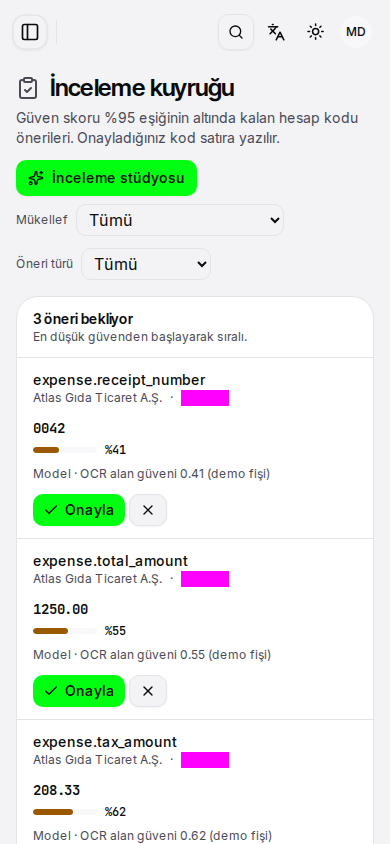 MD
İnceleme kuyruğu
Güven skoru %95 eşiğinin altında kalan hesap kodu
önerileri. Onayladığınız kod satıra yazılır.
İnceleme stüdyosu
Mükellef Tümü
Öneri türü Tümü
3 öneri bekliyor
En düşük güvenden başlayarak sıralı.
expense.receipt_number
Atlas Gıda Ticaret A.Ş. ·
0042
%41
Model · OCR alan güveni 0.41 (demo fişi)
Onayla
expense.total_amount
Atlas Gıda Ticaret A.Ş. ·
1250.00
%55
Model · OCR alan güveni 0.55 (demo fişi)
Onayla
expense.tax_amount
Atlas Gıda Ticaret A.Ş. ·
208.33
%62
Model · OCR alan güveni 0.62 (demo fişi)